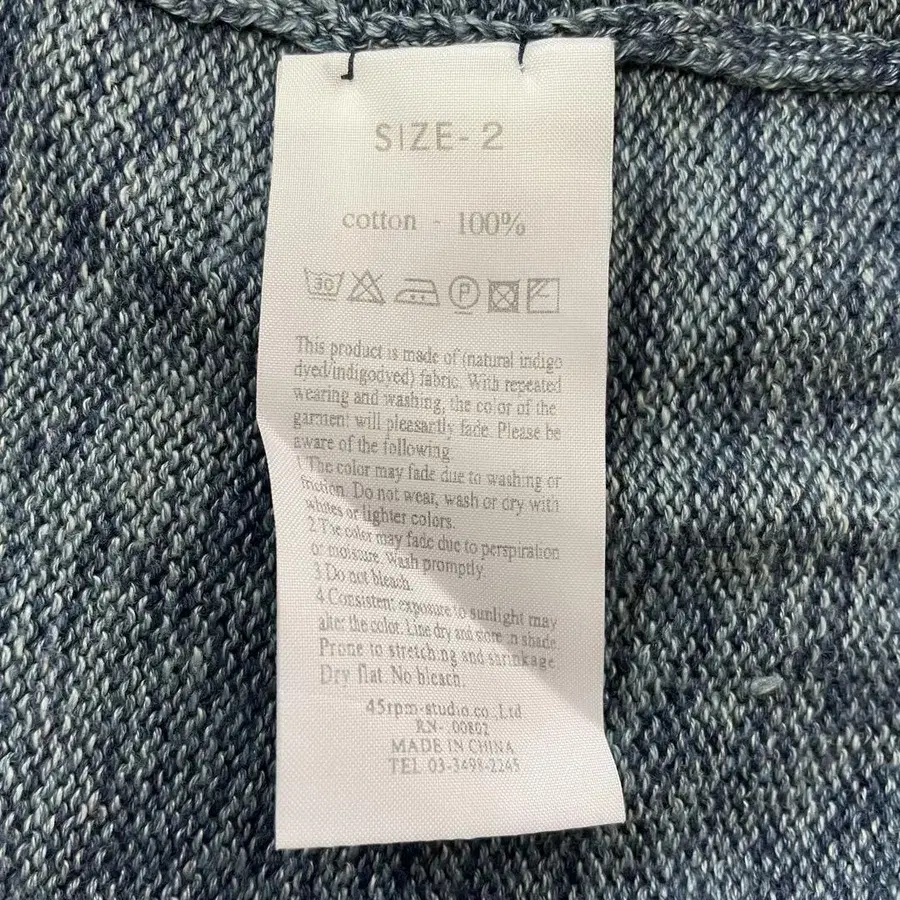 SIZE- 2
cotton - 100%
30 P
This product is made of (natural indigo
dyed/indigodyed) fabric. With repeated
wearing and washing, the color of the
garment will pleasantly fade. Please be
aware of the following.
1 The color may fade due to washing or
friction. Do not wear, wash or dry with
whites or lighter colors.
2 The color may fade due to perspiration
or moisture. Wash promptly.
3 Do not bleach.
4 Consistent exposure to sunlight may
alter the color. Line dry and store in shade.
Prone to stretching and shrinkage
Dry flat. No bleach.
45rpm-studio.co.,Ltd
RN- 00802
MADE IN CHINA
TEL 03-3498-2245